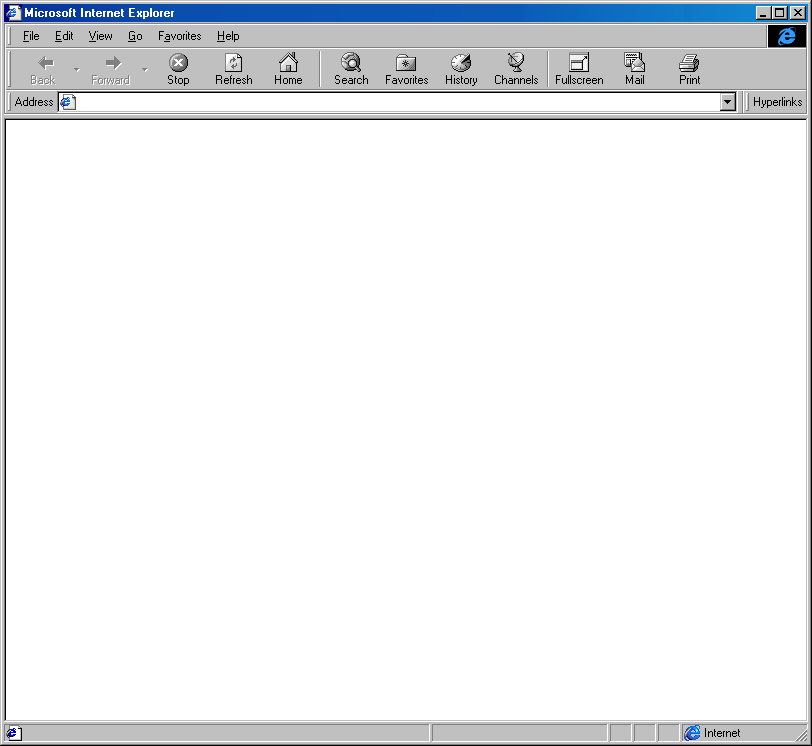 Microsoft Internet Explorer
File Edit View Go Favorites Help
Back Forward Stop Refresh Home Search Favorites History Channels Fullscreen Mail Print
Address Hyperlinks
Internet